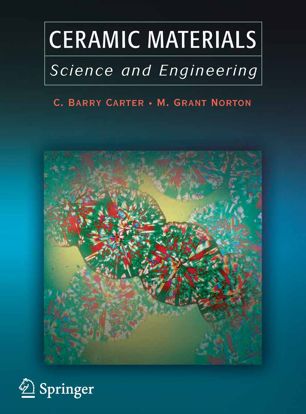 CERAMIC MATERIALS
Science and Engineering
C. BARRY CARTER • M. GRANT NORTON
Springer